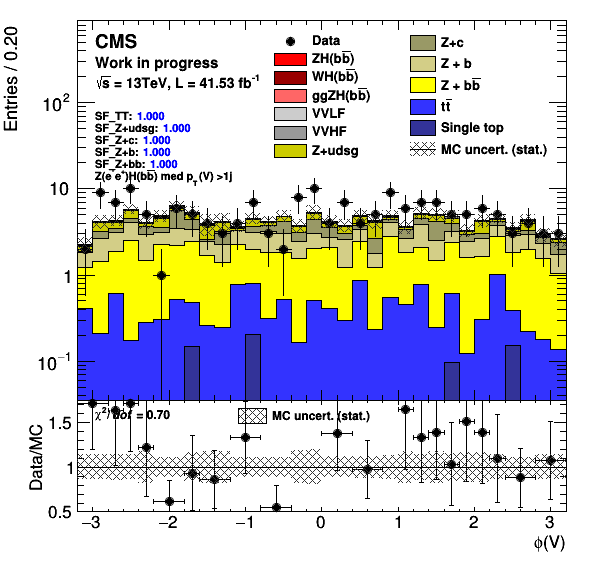 CMS
Work in progress
√s = 13TeV, L = 41.53 fb⁻¹
SF_TT: 1.000
SF_Z+udsg: 1.000
SF_Z+c: 1.000
SF_Z+b: 1.000
SF_Z+bb: 1.000
Z(e⁻e⁺)H(bb̅) med p_T(V) >1j
Data
ZH(bb̅)
WH(bb̅)
ggZH(bb̅)
VVLF
VVHF
Z+udsg
Z+c
Z + b
Z + bb̅
tt̅
Single top
MC uncert. (stat.)
Entries / 0.20
10²
10
1
10⁻¹
χ²/dof = 0.70
MC uncert. (stat.)
Data/MC
1.5
1
0.5
−3 −2 −1 0 1 2 3
ϕ(V)